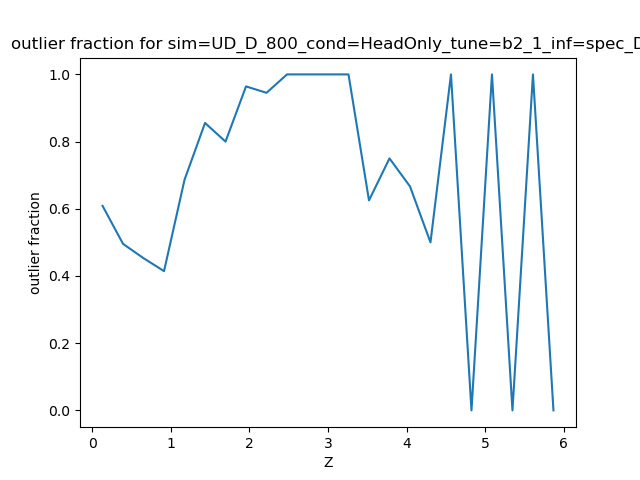 outlier fraction for sim=UD_D_800_cond=HeadOnly_tune=b2_1_inf=spec_D
1.0
0.8
0.6
0.4
0.2
0.0
outlier fraction
0 1 2 3 4 5 6
Z